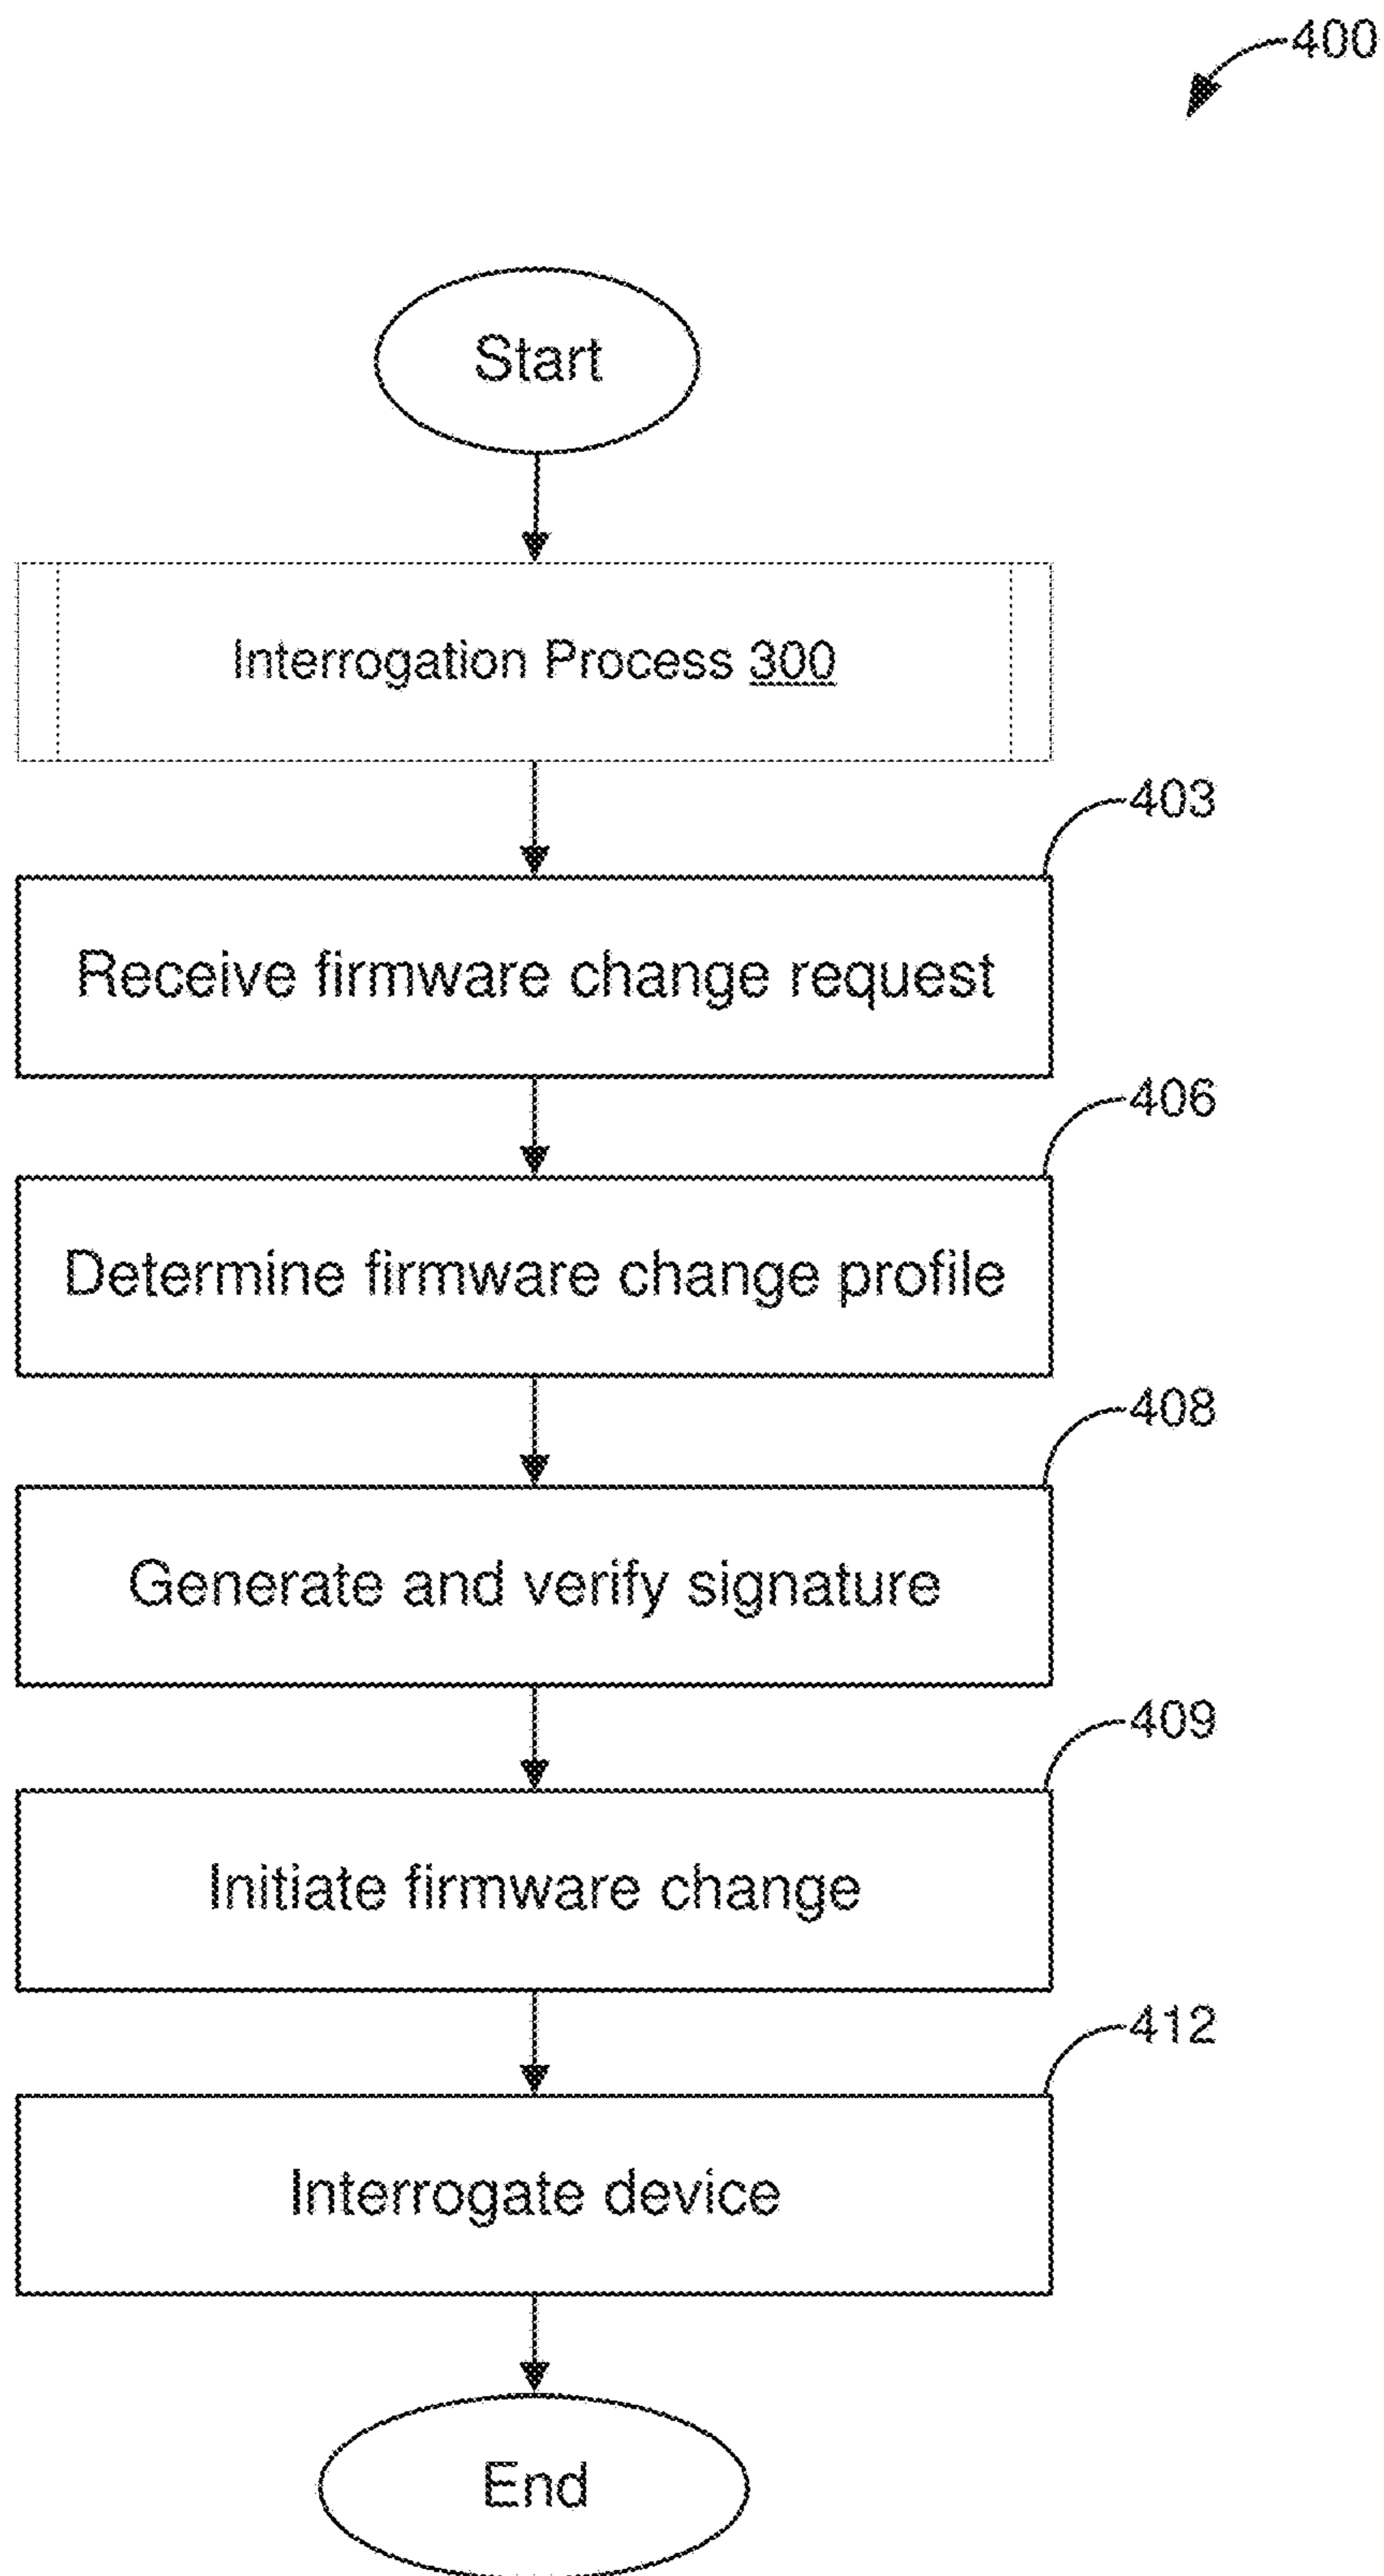 400
Start
Interrogation Process 300
403
Receive firmware change request
406
Determine firmware change profile
408
Generate and verify signature
409
Initiate firmware change
412
Interrogate device
End